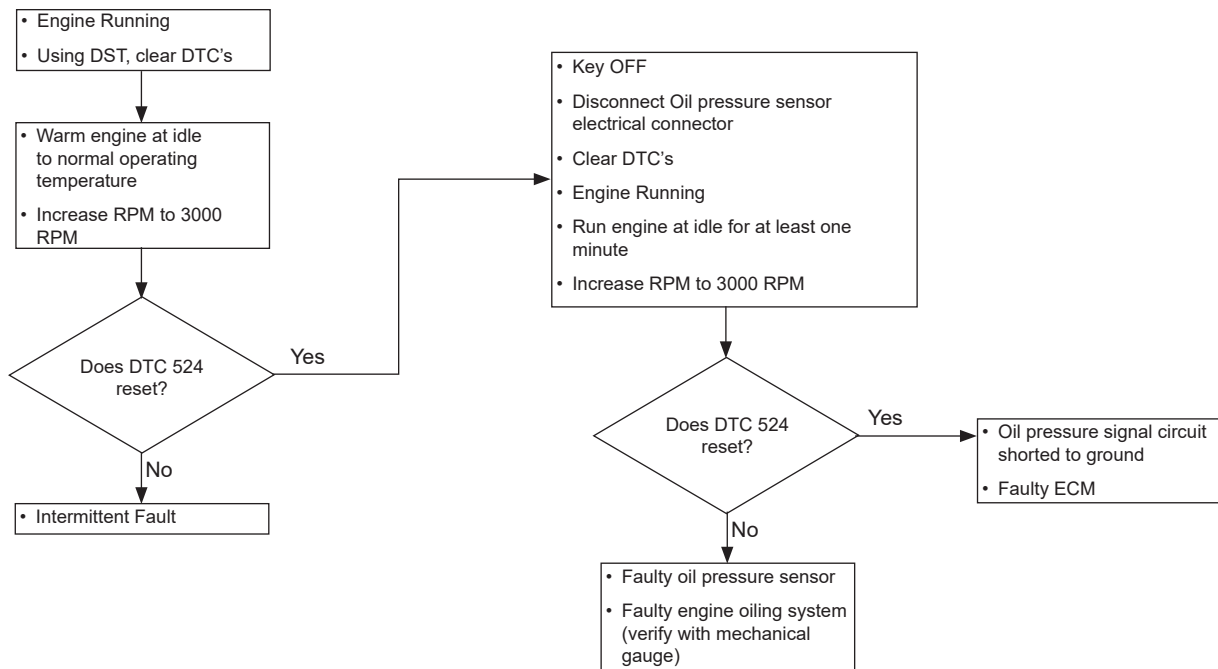 • Engine Running
• Using DST, clear DTC's
• Warm engine at idle
to normal operating
temperature
• Increase RPM to 3000
RPM
Does DTC 524
reset?
Yes
No
• Intermittent Fault
• Key OFF
• Disconnect Oil pressure sensor
electrical connector
• Clear DTC's
• Engine Running
• Run engine at idle for at least one
minute
• Increase RPM to 3000 RPM
Does DTC 524
reset?
Yes
• Oil pressure signal circuit
shorted to ground
• Faulty ECM
No
• Faulty oil pressure sensor
• Faulty engine oiling system
(verify with mechanical
gauge)